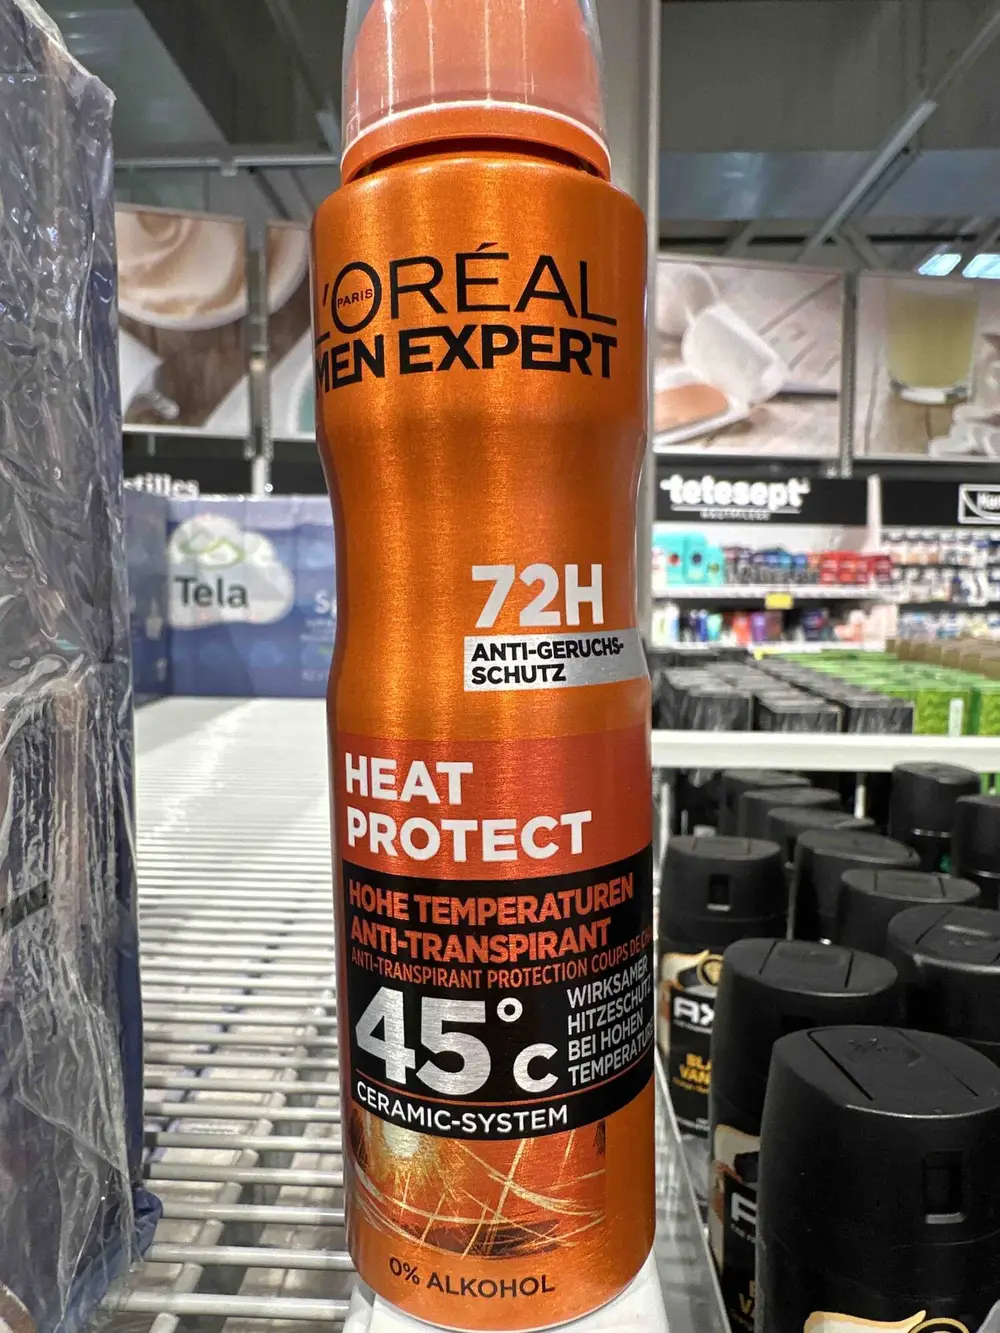 L'ORÉAL
PARIS
MEN EXPERT
72H
ANTI-GERUCHS-
SCHUTZ
HEAT
PROTECT
HOHE TEMPERATUREN
ANTI-TRANSPIRANT
ANTI-TRANSPIRANT PROTECTION COUPS DE
45°C
WIRKSAMER
HITZESCHUTZ
BEI HOHEN
CERAMIC-SYSTEM
0% ALKOHOL
Tela
tetesept